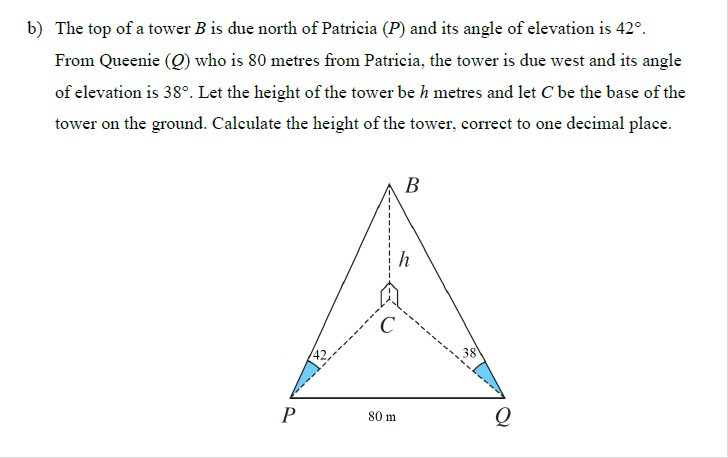 b) The top of a tower B is due north of Patricia (P) and its angle of elevation is 42°.
From Queenie (Q) who is 80 metres from Patricia, the tower is due west and its angle
of elevation is 38°. Let the height of the tower be h metres and let C be the base of the
tower on the ground. Calculate the height of the tower, correct to one decimal place.
B
h
C
42
38
P
80 m
Q